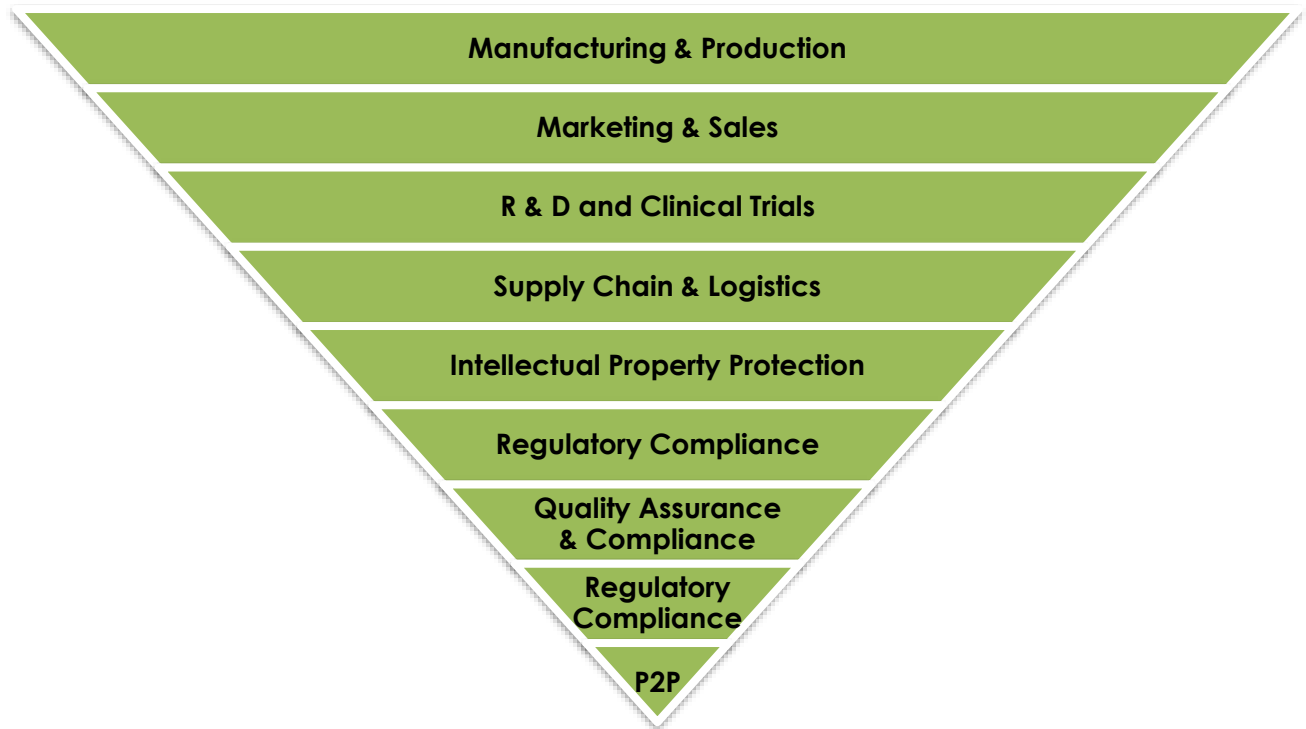 Manufacturing & Production
Marketing & Sales
R & D and Clinical Trials
Supply Chain & Logistics
Intellectual Property Protection
Regulatory Compliance
Quality Assurance
& Compliance
Regulatory
Compliance
P2P